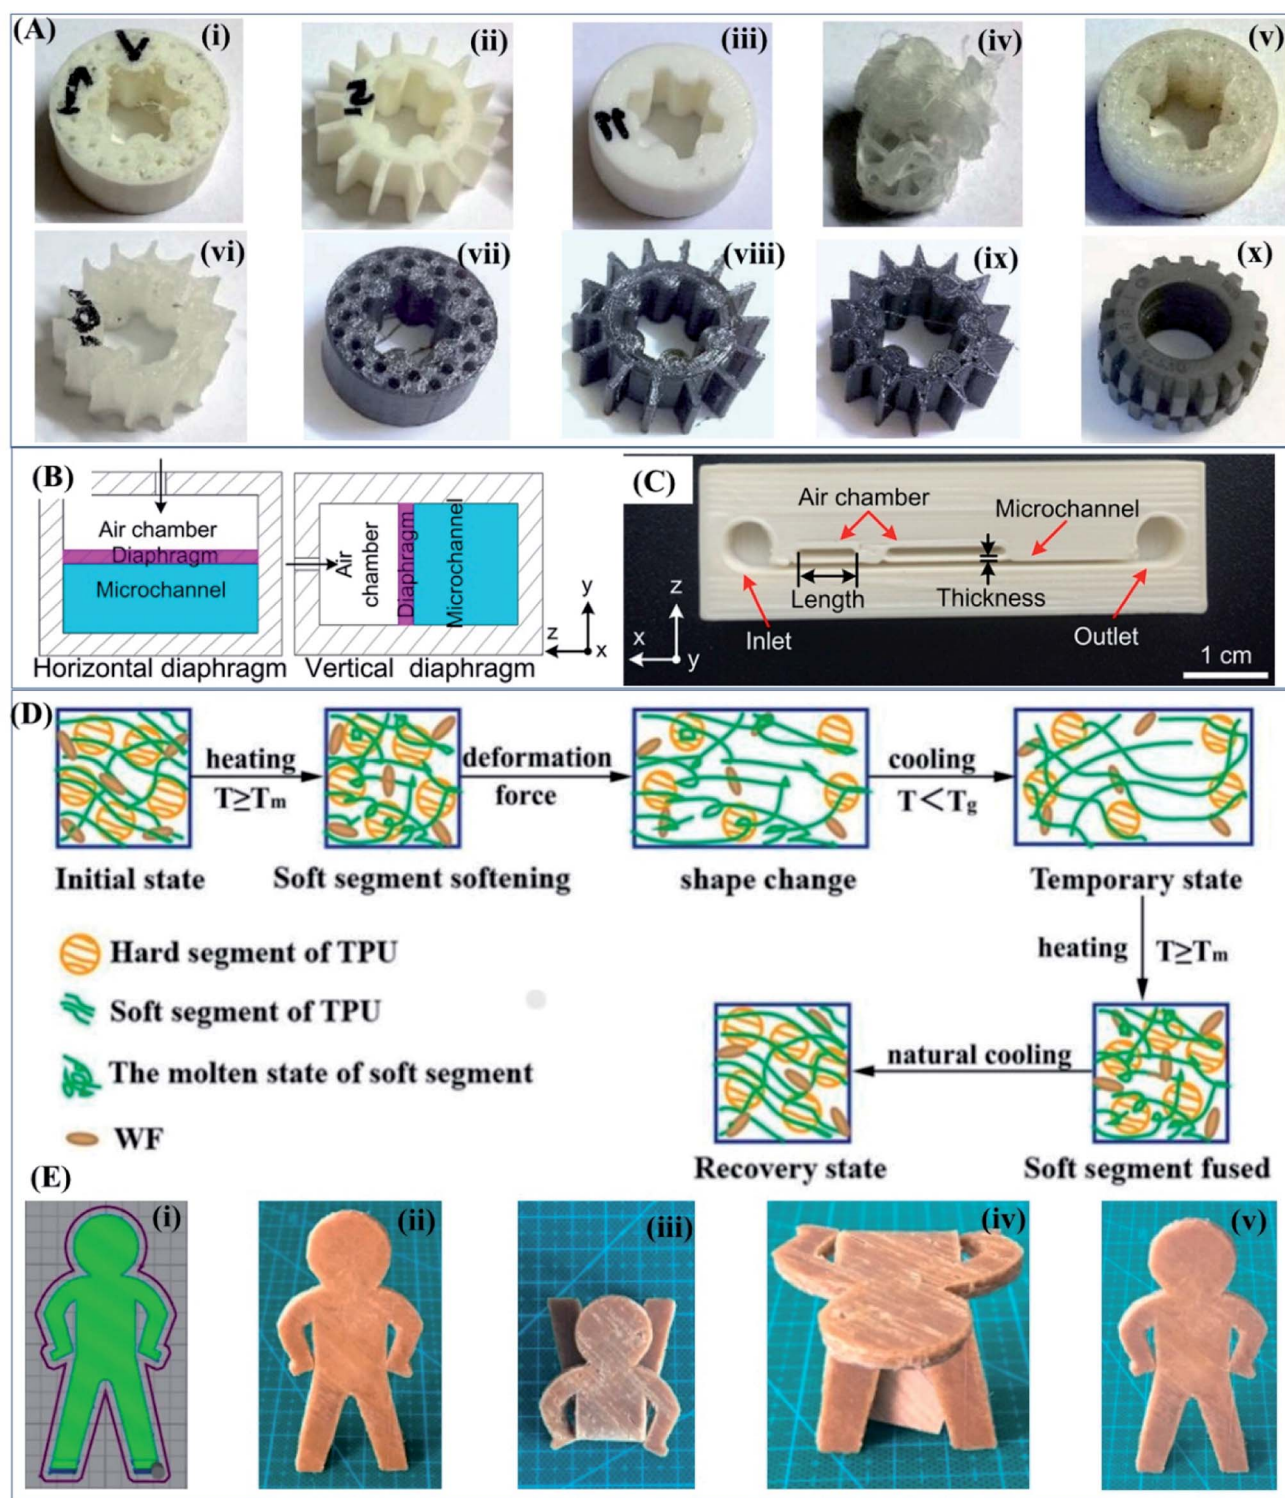 (A)
(i)
(ii)
(iii)
(iv)
(v)
(vi)
(vii)
(viii)
(ix)
(x)
(B)
Air chamber
Diaphragm
Microchannel
Horizontal diaphragm
Air
chamber
Diaphragm
Microchannel
Vertical diaphragm
y
z
x
(C)
Air chamber
Microchannel
Length
Thickness
Inlet
Outlet
z
x
y
1 cm
(D)
heating
T≥Tm
deformation
force
cooling
T<Tg
Initial state
Soft segment softening
shape change
Temporary state
heating T≥Tm
Hard segment of TPU
Soft segment of TPU
The molten state of soft segment
WF
natural cooling
Recovery state
Soft segment fused
(E)
(i)
(ii)
(iii)
(iv)
(v)